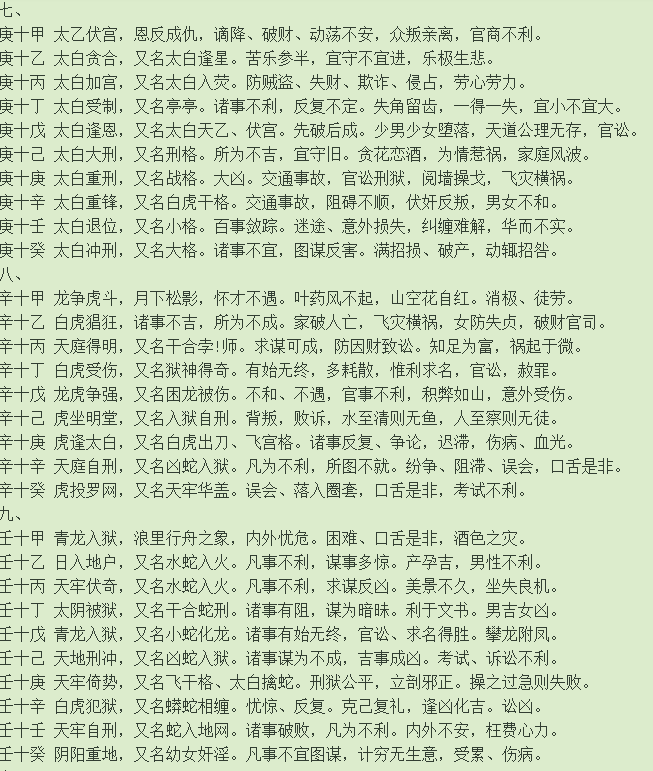 七、
庚十甲 太乙伏宫，恩反成仇，谪降、破财、动荡不安，众叛亲离，官商不利。
庚十乙 太白贪合，又名太白逢星。苦乐参半，宜守不宜进，乐极生悲。
庚十丙 太白加宫，又名太白入荧。防贼盗、失财、欺诈、侵占，劳心劳力。
庚十丁 太白受制，又名亭亭。诸事不利，反复不定。失角留齿，一得一失，宜小不宜大。
庚十戊 太白逢恩，又名太白天乙、伏宫。先破后成。少男少女堕落，天道公理无存，官讼。
庚十己 太白大刑，又名刑格。所为不吉，宜守旧。贪花恋酒，为情惹祸，家庭风波。
庚十庚 太白重刑，又名战格。大凶。交通事故，官讼刑狱，阋墙操戈，飞灾横祸。
庚十辛 太白重锋，又名白虎干格。交通事故，阻碍不顺，伏奸反叛，男女不和。
庚十壬 太白退位，又名小格。百事敛踪。迷途、意外损失，纠缠难解，华而不实。
庚十癸 太白冲刑，又名大格。诸事不宜，图谋反害。满招损、破产，动辄招咎。
八、
辛十甲 龙争虎斗，月下松影，怀才不遇。叶药风不起，山空花自红。消极、徒劳。
辛十乙 白虎猖狂，诸事不吉，所为不成。家破人亡，飞灾横祸，女防失贞，破财官司。
辛十丙 天庭得明，又名干合孛!师。求谋可成，防因财致讼。知足为富，祸起于微。
辛十丁 白虎受伤，又名狱神得奇。有始无终，多耗散，惟利求名，官讼，赦罪。
辛十戊 龙虎争强，又名困龙被伤。不和、不遇，官事不利，积弊如山，意外受伤。
辛十己 虎坐明堂，又名入狱自刑。背叛，败诉，水至清则无鱼，人至察则无徒。
辛十庚 虎逢太白，又名白虎出刀、飞宫格。诸事反复、争论，迟滞，伤病、血光。
辛十辛 天庭自刑，又名凶蛇入狱。凡为不利，所图不就。纷争、阻滞、误会，口舌是非。
辛十癸 虎投罗网，又名天牢华盖。误会、落入圈套，口舌是非，考试不利。
九、
壬十甲 青龙入狱，浪里行舟之象，内外忧危。困难、口舌是非，酒色之灾。
壬十乙 日入地户，又名水蛇入火。凡事不利，谋事多惊。产孕吉，男性不利。
壬十丙 天牢伏奇，又名水蛇入火。凡事不利，求谋反凶。美景不久，坐失良机。
壬十丁 太阴被狱，又名干合蛇刑。诸事有阻，谋为暗昧。利于文书。男吉女凶。
壬十戊 青龙入狱，又名小蛇化龙。诸事有始无终，官讼、求名得胜。攀龙附凤。
壬十己 天地刑冲，又名凶蛇入狱。诸事谋为不成，吉事成凶。考试、诉讼不利。
壬十庚 天牢倚势，又名飞干格、太白擒蛇。刑狱公平，立剖邪正。操之过急则失败。
壬十辛 白虎犯狱，又名蟒蛇相缠。忧惊、反复。克己复礼，逢凶化吉。讼凶。
壬十壬 天牢自刑，又名蛇入地网。诸事破败，凡为不利。内外不安，枉费心力。
壬十癸 阴阳重地，又名幼女奸淫。凡事不宜图谋，计穷无生意，受累、伤病。